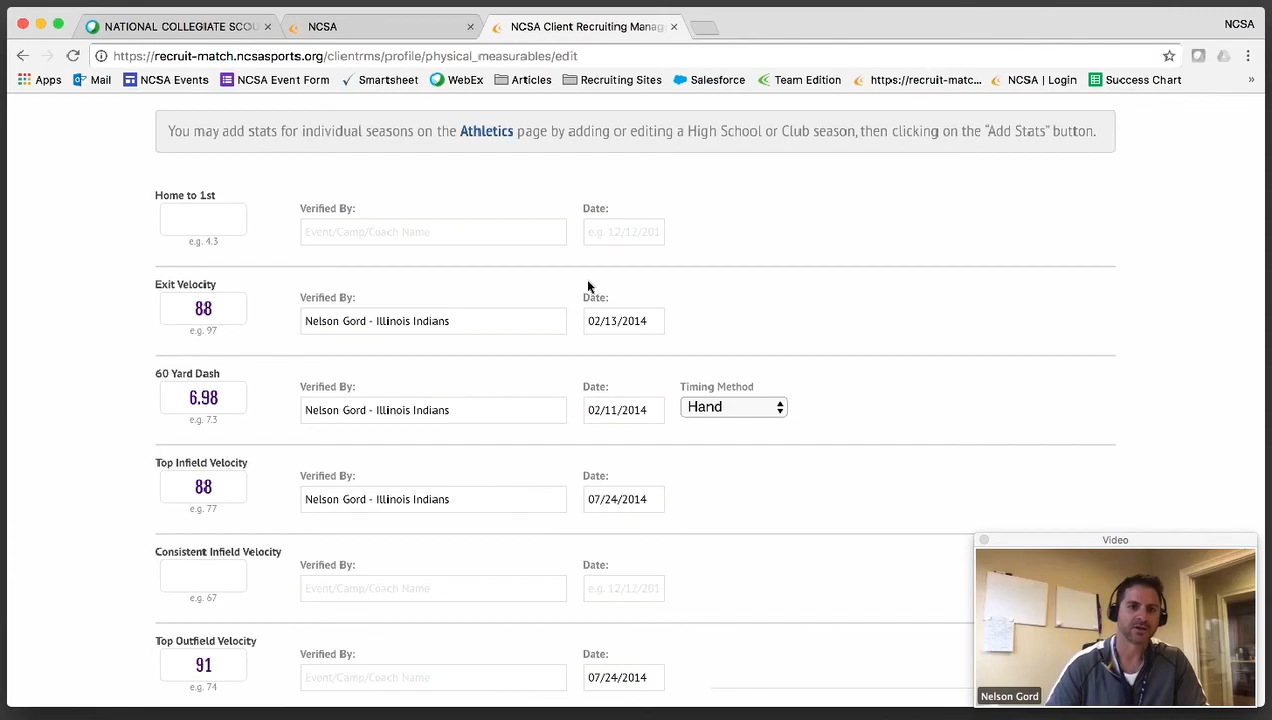 NATIONAL COLLEGIATE SCOU
NCSA
NCSA Client Recruiting Manag
NCSA
https://recruit-match.ncsasports.org/clientrms/profile/physical_measurables/edit
Apps
Mail
NCSA Events
NCSA Event Form
Smartsheet
WebEx
Articles
Recruiting Sites
Salesforce
Team Edition
https://recruit-matc...
NCSA | Login
Success Chart
»
You may add stats for individual seasons on the Athletics page by adding or editing a High School or Club season, then clicking on the “Add Stats” button.
Home to 1st
Verified By:
Date:
Event/Camp/Coach Name
e.g. 12/12/201
e.g. 4.3
Exit Velocity
Verified By:
Date:
88
Nelson Gord - Illinois Indians
02/13/2014
e.g. 97
60 Yard Dash
Verified By:
Date:
Timing Method
6.98
Nelson Gord - Illinois Indians
02/11/2014
Hand
e.g. 7.3
Top Infield Velocity
Verified By:
Date:
88
Nelson Gord - Illinois Indians
07/24/2014
e.g. 77
Consistent Infield Velocity
Verified By:
Date:
Event/Camp/Coach Name
e.g. 12/12/201
e.g. 67
Top Outfield Velocity
Verified By:
Date:
91
Event/Camp/Coach Name
07/24/2014
e.g. 74
Video
Nelson Gord